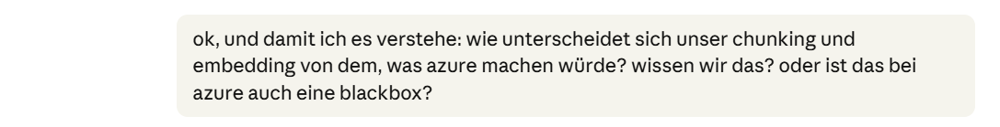 ok, und damit ich es verstehe: wie unterscheidet sich unser chunking und
embedding von dem, was azure machen würde? wissen wir das? oder ist das bei
azure auch eine blackbox?